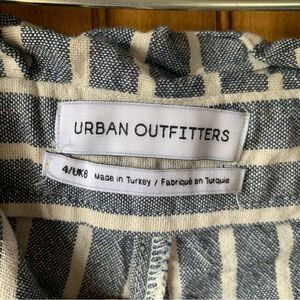 URBAN OUTFITTERS
4/UK8 Made in Turkey / Fabriqué en Turquie